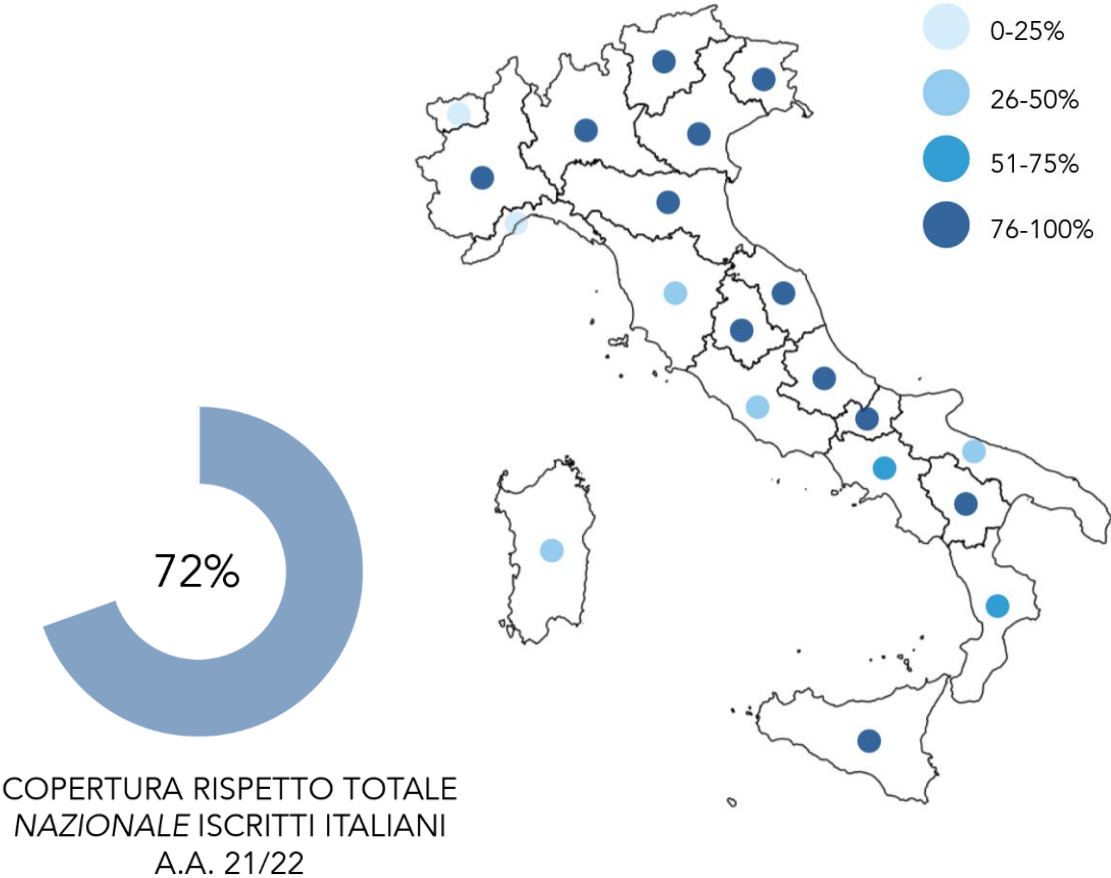 0-25%
26-50%
51-75%
76-100%
72%
COPERTURA RISPETTO TOTALE
NAZIONALE ISCRITTI ITALIANI
A.A. 21/22